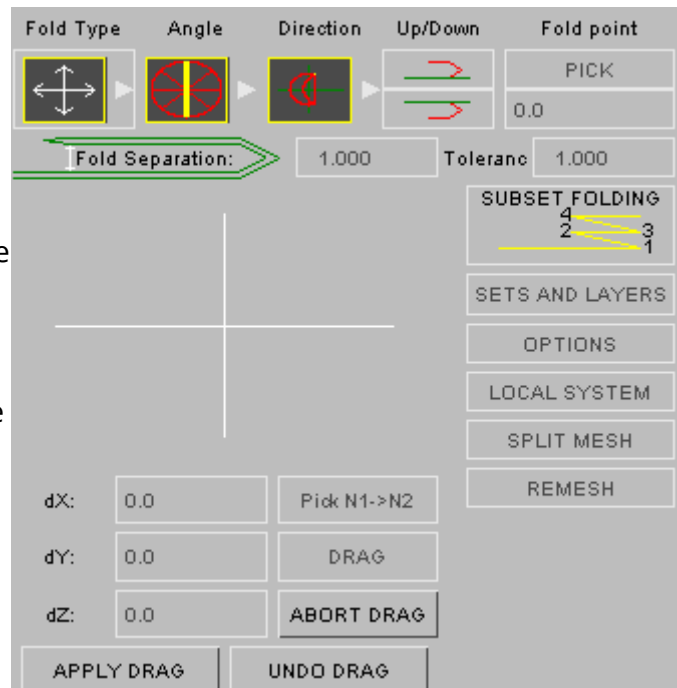 Fold Type Angle Direction Up/Down Fold point
PICK
0.0
Fold Separation: 1.000 Toleranc 1.000
SUBSET FOLDING
4
2 3
1
e
SETS AND LAYERS
OPTIONS
LOCAL SYSTEM
e
SPLIT MESH
REMESH
dX: 0.0 Pick N1->N2
dY: 0.0 DRAG
dZ: 0.0 ABORT DRAG
APPLY DRAG UNDO DRAG